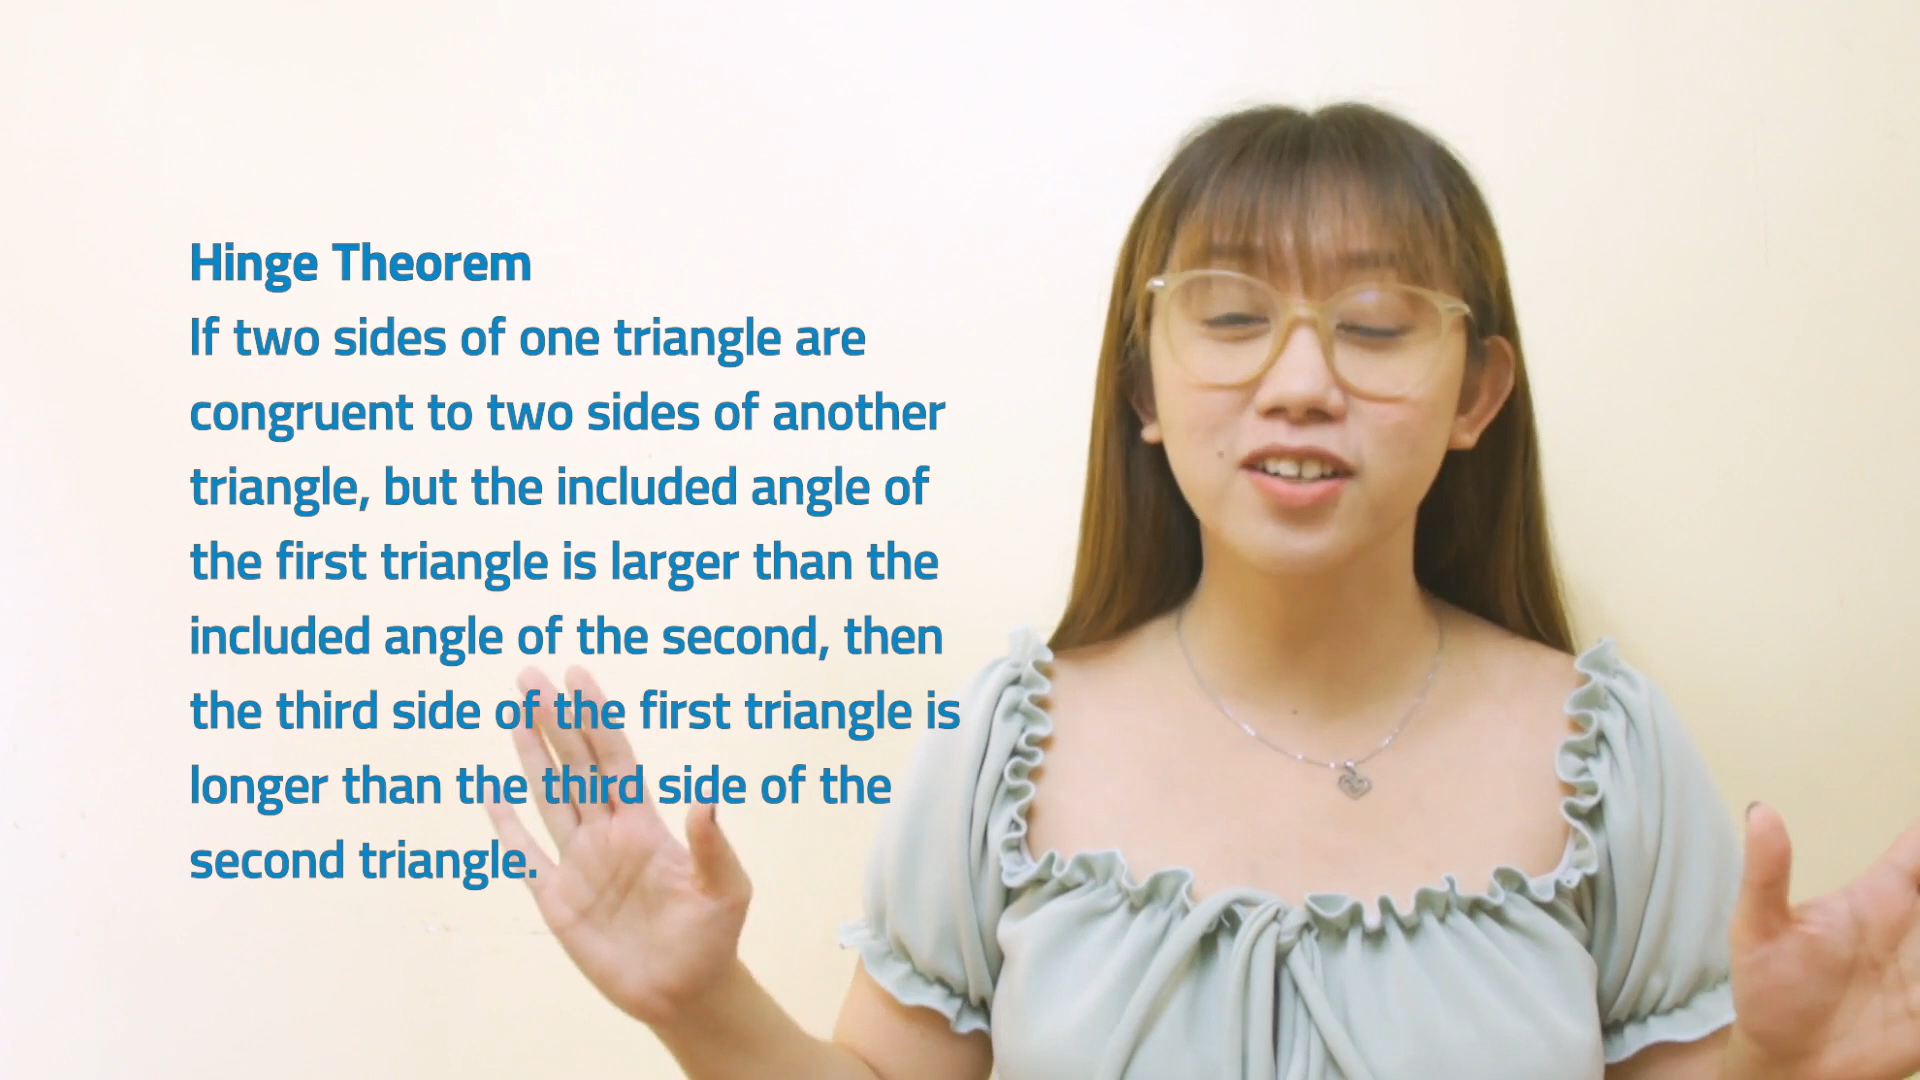 Hinge Theorem
If two sides of one triangle are
congruent to two sides of another
triangle, but the included angle of
the first triangle is larger than the
included angle of the second, then
the third side of the first triangle is
longer than the third side of the
second triangle.